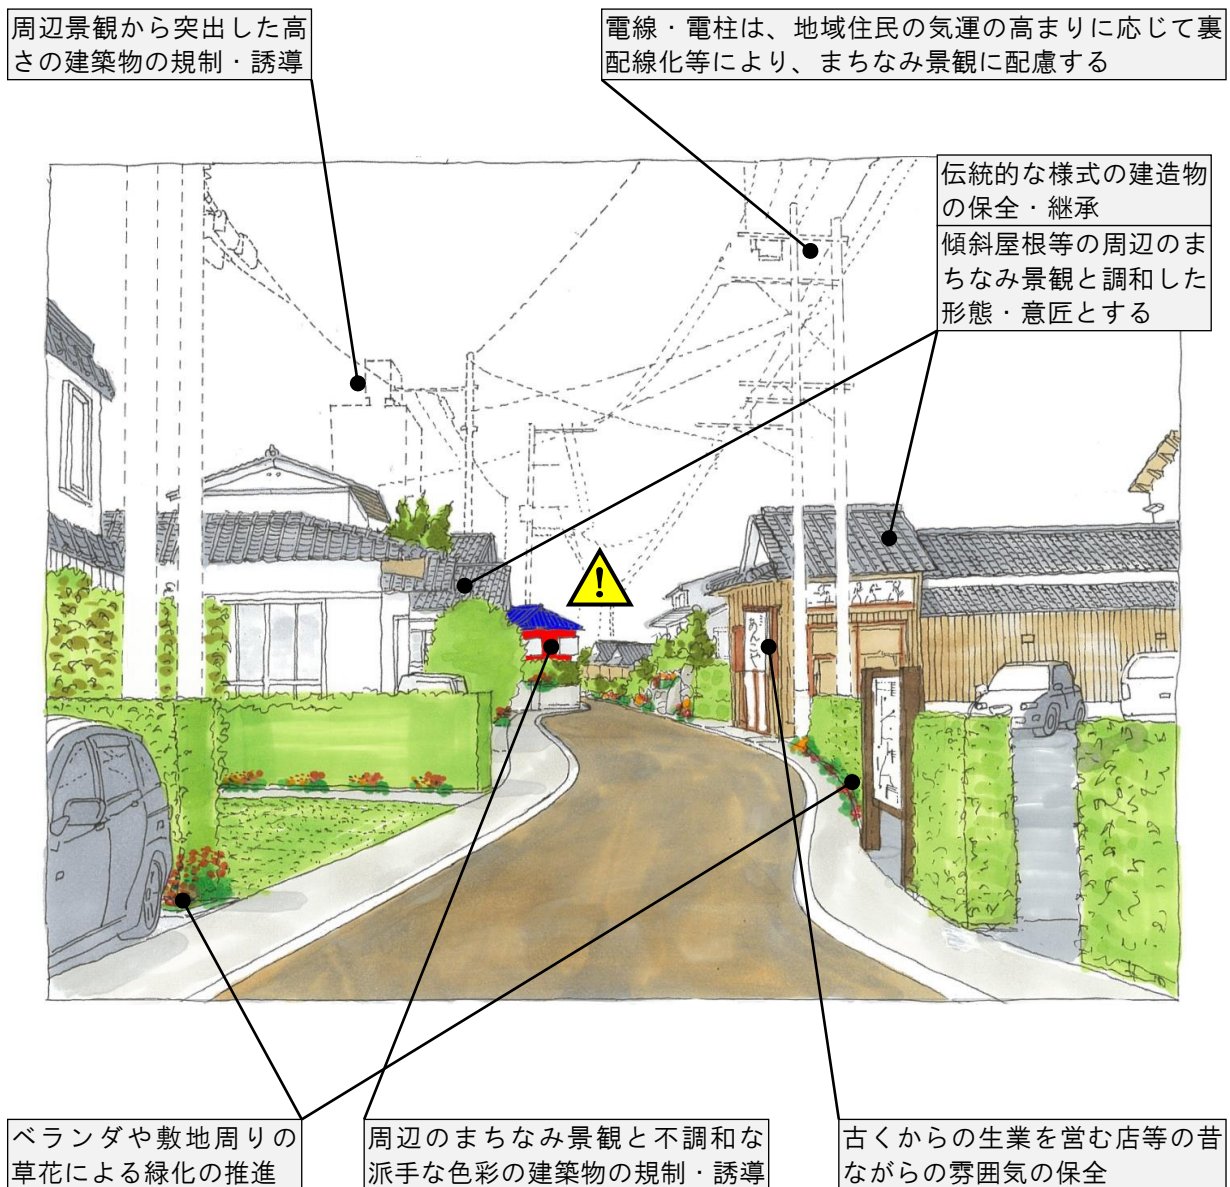 周辺景観から突出した高
さの建築物の規制・誘導
電線・電柱は、地域住民の気運の高まりに応じて裏
配線化等により、まちなみ景観に配慮する
伝統的な様式の建造物
の保全・継承
傾斜屋根等の周辺のま
ちなみ景観と調和した
形態・意匠とする
!
ベランダや敷地周りの
草花による緑化の推進
周辺のまちなみ景観と不調和な
派手な色彩の建築物の規制・誘導
古くからの生業を営む店等の昔
ながらの雰囲気の保全